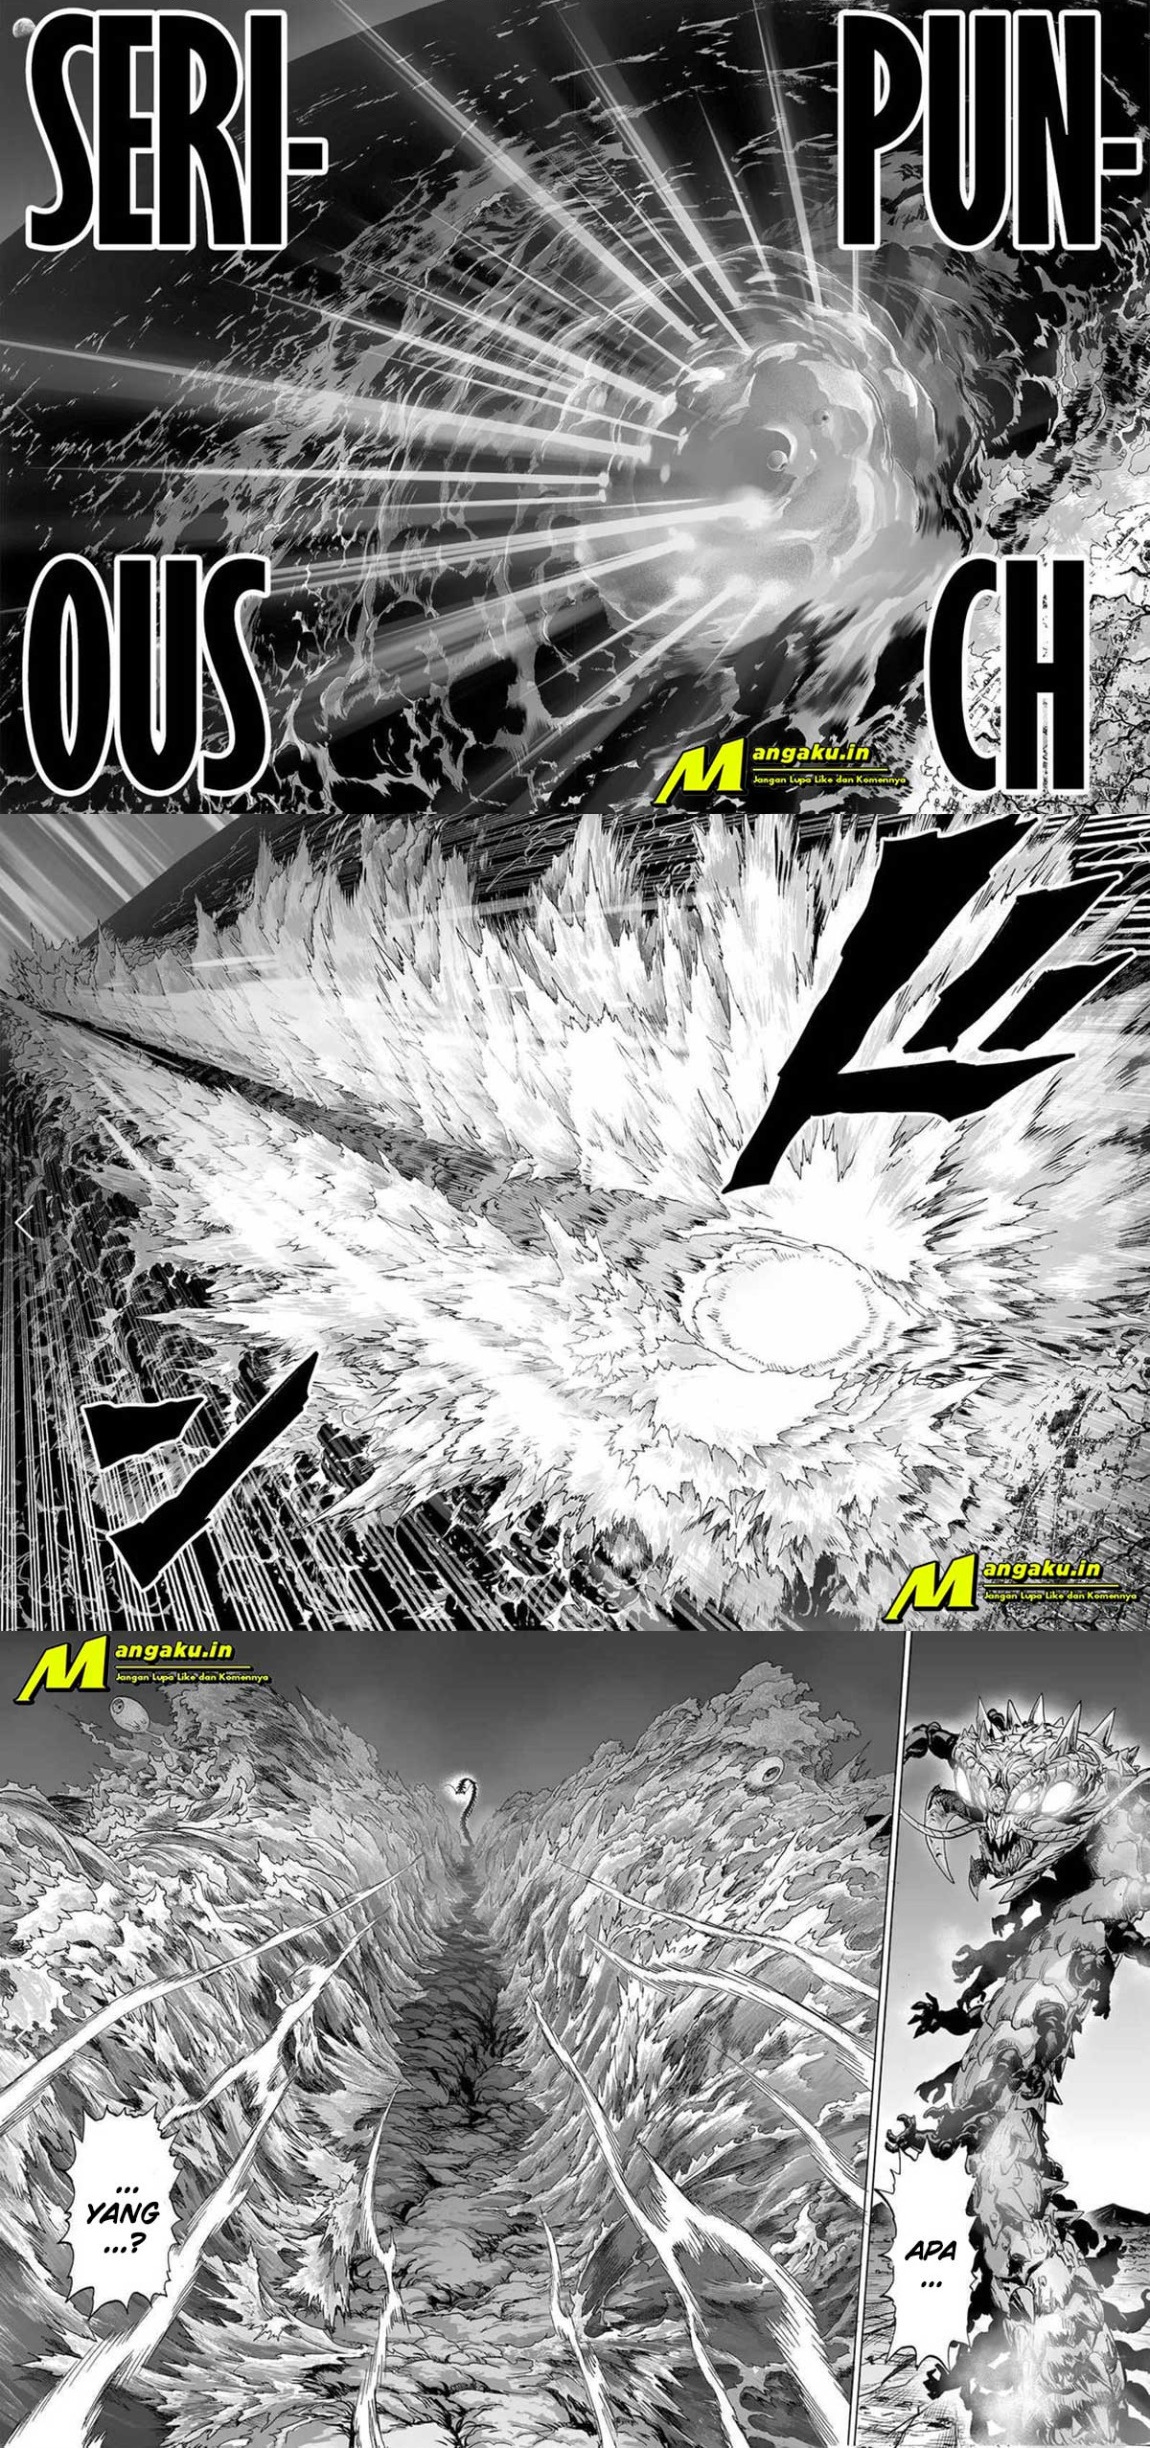 SERI-
OUS
PUN-
CH
Mangaku.in
Jangan Lupa Like dan Komennya
ド
ン
Mangaku.in
Jangan Lupa Like dan Komennya
Mangaku.in
Jangan Lupa Like dan Komennya
APA
...
...
YANG
...?